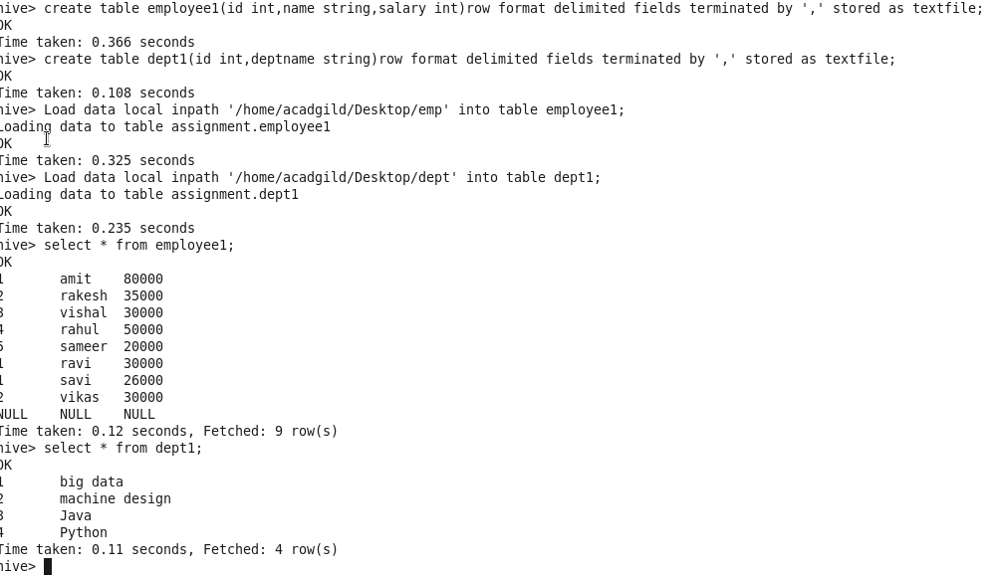 hive> create table employee1(id int,name string,salary int)row format delimited fields terminated by ',' stored as textfile;
OK
Time taken: 0.366 seconds
hive> create table dept1(id int,deptname string)row format delimited fields terminated by ',' stored as textfile;
OK
Time taken: 0.108 seconds
hive> Load data local inpath '/home/acadgild/Desktop/emp' into table employee1;
Loading data to table assignment.employee1
OK
Time taken: 0.325 seconds
hive> Load data local inpath '/home/acadgild/Desktop/dept' into table dept1;
Loading data to table assignment.dept1
OK
Time taken: 0.235 seconds
hive> select * from employee1;
OK
1       amit    80000
2       rakesh  35000
3       vishal  30000
4       rahul   50000
5       sameer  20000
1       ravi    30000
1       savi    26000
2       vikas   30000
NULL    NULL    NULL
Time taken: 0.12 seconds, Fetched: 9 row(s)
hive> select * from dept1;
OK
1       big data
2       machine design
3       Java
4       Python
Time taken: 0.11 seconds, Fetched: 4 row(s)
hive>